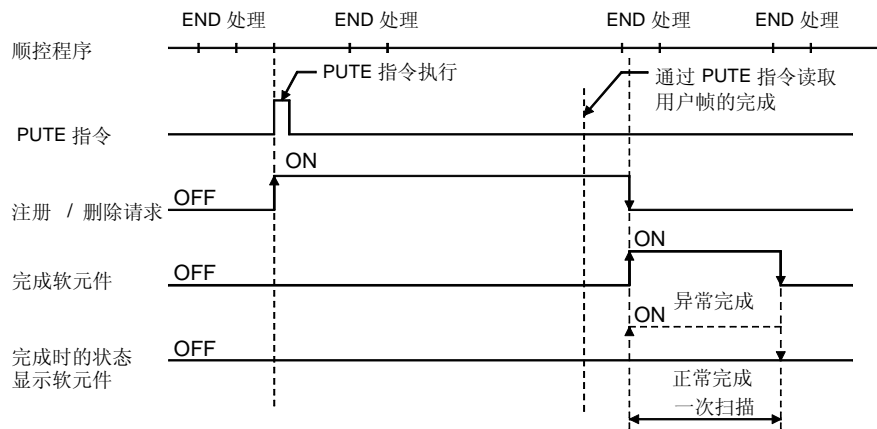 END 处理
END 处理
END 处理
END 处理
顺控程序
PUTE 指令执行
通过 PUTE 指令读取
用户帧的完成
PUTE 指令
ON
OFF
注册 / 删除请求
ON
OFF
完成软元件
异常完成
ON
OFF
完成时的状态
显示软元件
正常完成
一次扫描